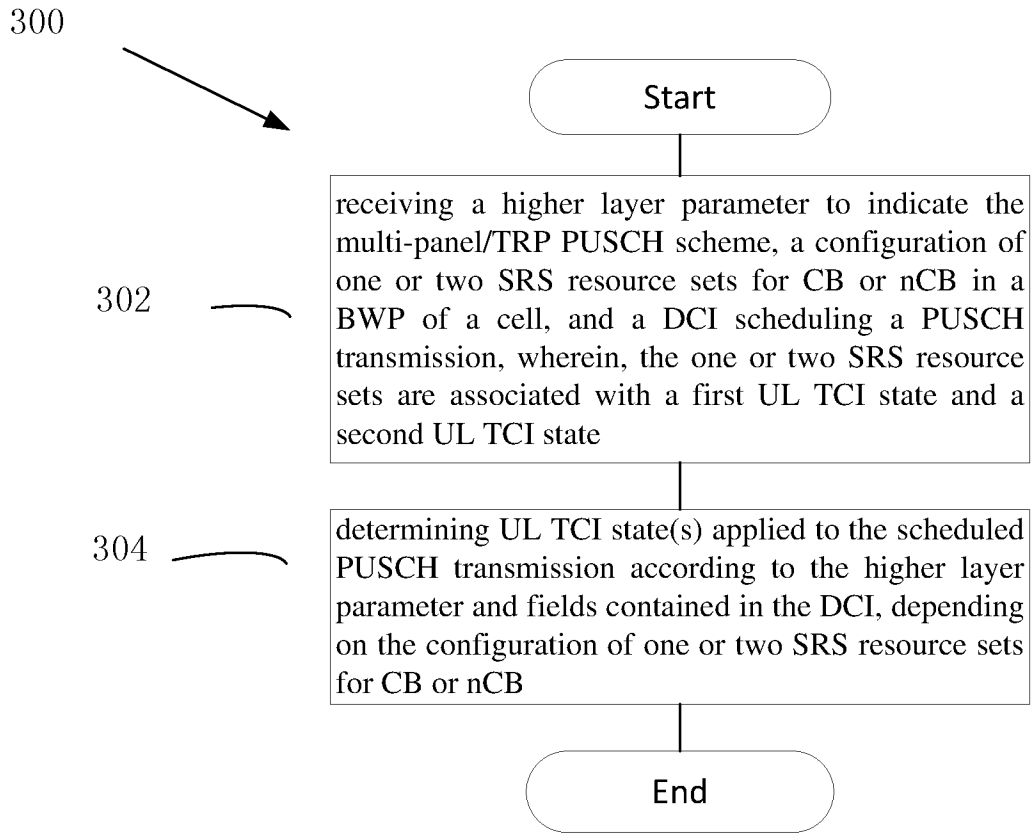 300
Start
receiving a higher layer parameter to indicate the
multi-panel/TRP PUSCH scheme, a configuration of
one or two SRS resource sets for CB or nCB in a
BWP of a cell, and a DCI scheduling a PUSCH
transmission, wherein, the one or two SRS resource
sets are associated with a first UL TCI state and a
second UL TCI state
302
determining UL TCI state(s) applied to the scheduled
PUSCH transmission according to the higher layer
parameter and fields contained in the DCI, depending
on the configuration of one or two SRS resource sets
for CB or nCB
304
End